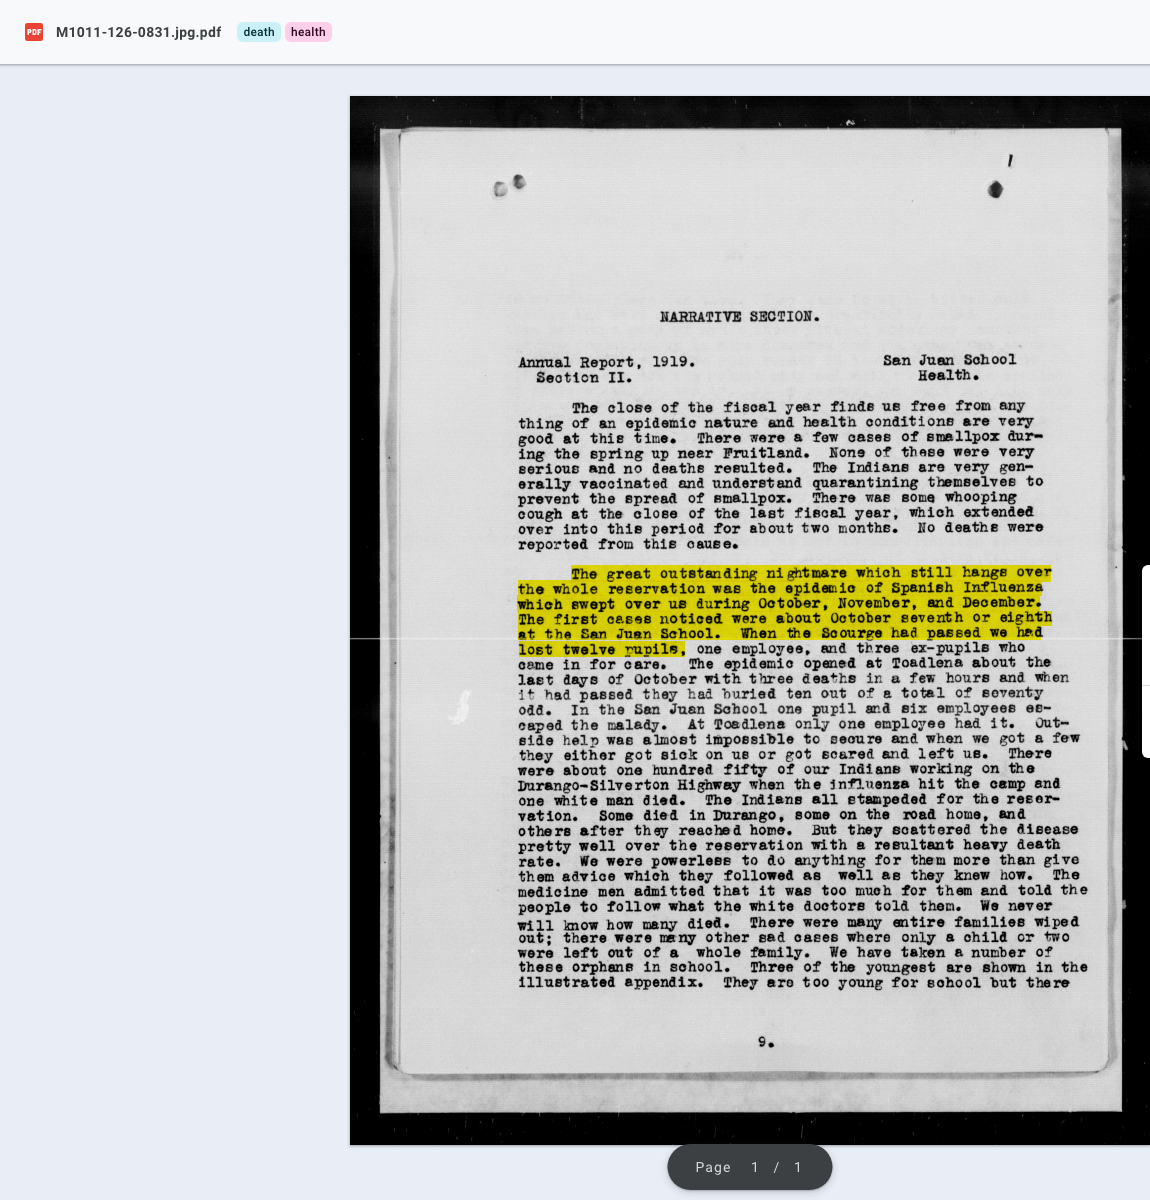 PDF M1011-126-0831.jpg.pdf death health
NARRATIVE SECTION.
Annual Report, 1919. San Juan School
Section II. Health.
The close of the fiscal year finds us free from any
thing of an epidemic nature and health conditions are very
good at this time. There were a few cases of smallpox dur-
ing the spring up near Fruitland. None of these were very
serious and no deaths resulted. The Indians are very gen-
erally vaccinated and understand quarantining themselves to
prevent the spread of smallpox. There was some whooping
cough at the close of the last fiscal year, which extended
over into this period for about two months. No deaths were
reported from this cause.
The great outstanding nightmare which still hangs over
the whole reservation was the epidemic of Spanish Influenza
which swept over us during October, November, and December.
The first cases noticed were about October seventh or eighth
at the San Juan School. When the Scourge had passed we had
lost twelve pupils, one employee, and three ex-pupils who
came in for care. The epidemic opened at Toadlena about the
last days of October with three deaths in a few hours and when
it had passed they had buried ten out of a total of seventy
odd. In the San Juan School one pupil and six employees es-
caped the malady. At Toadlena only one employee had it. Out-
side help was almost impossible to secure and when we got a few
they either got sick on us or got scared and left us. There
were about one hundred fifty of our Indians working on the
Durango-Silverton Highway when the influenza hit the camp and
one white man died. The Indians all stampeded for the reser-
vation. Some died in Durango, some on the road home, and
others after they reached home. But they scattered the disease
pretty well over the reservation with a resultant heavy death
rate. We were powerless to do anything for them more than give
them advice which they followed as well as they knew how. The
medicine men admitted that it was too much for them and told the
people to follow what the white doctors told them. We never
will know how many died. There were many entire families wiped
out; there were many other sad cases where only a child or two
were left out of a whole family. We have taken a number of
these orphans in school. Three of the youngest are shown in the
illustrated appendix. They are too young for school but there
9.
Page 1 / 1